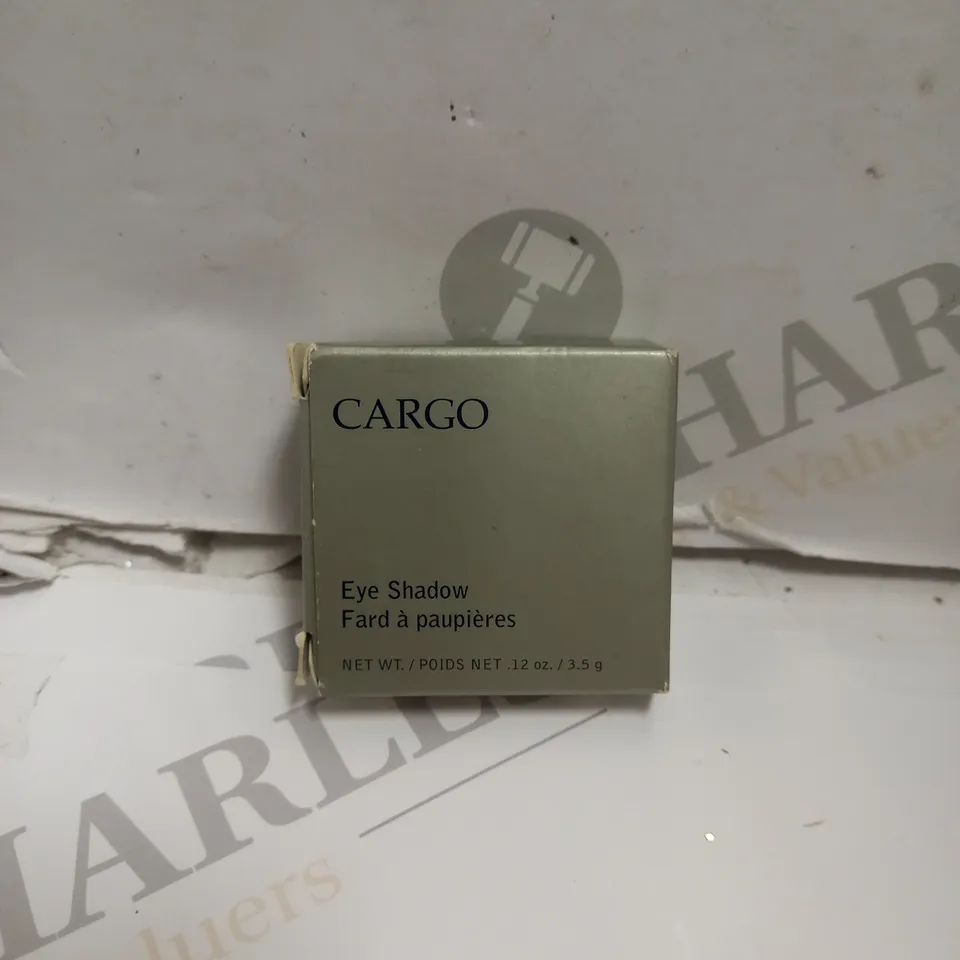 CARGO
Eye Shadow
Fard à paupières
NET WT. / POIDS NET .12 oz. / 3.5 g